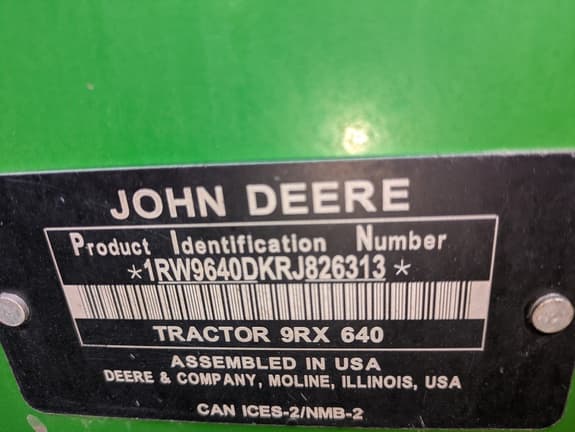 JOHN DEERE
Product Identification Number
*1RW9640DKRJ826313*
TRACTOR 9RX 640
ASSEMBLED IN USA
DEERE & COMPANY, MOLINE, ILLINOIS, USA
CAN ICES-2/NMB-2